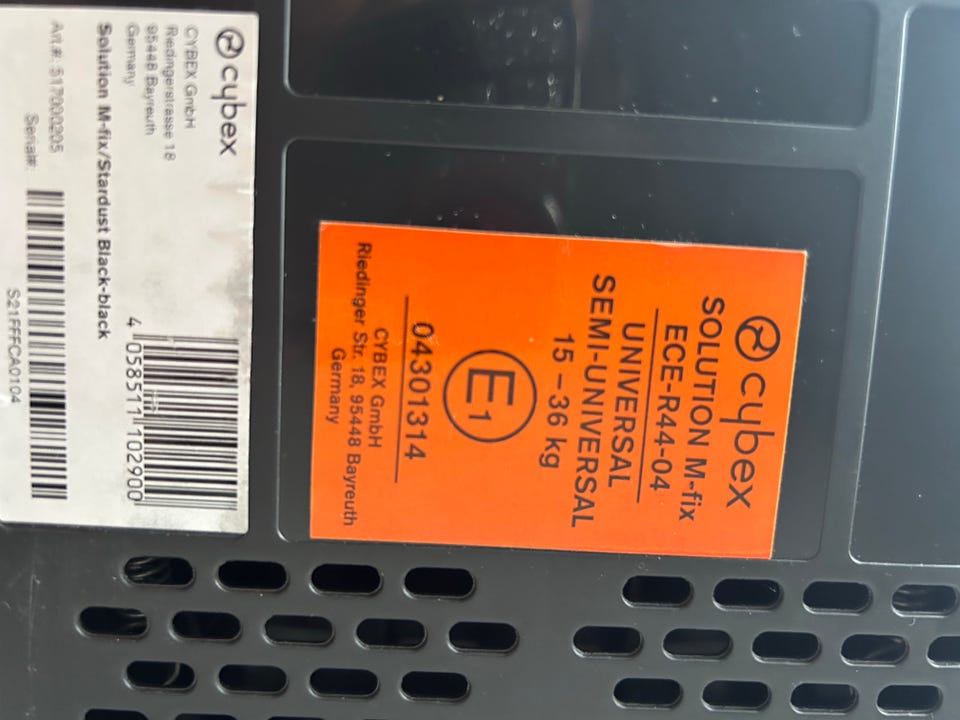 cybex
CYBEX GmbH
Riedingerstrasse 18
95448 Bayreuth
Germany
Solution M-fix/Stardust Black-black
Art.#: 517000205
4 058511 102900
Serial#:
S21FFFCA0104
cybex
SOLUTION M-fix
ECE-R44-04
UNIVERSAL
SEMI-UNIVERSAL
15 – 36 kg
E1
04301314
CYBEX GmbH
Riedinger Str. 18, 95448 Bayreuth
Germany